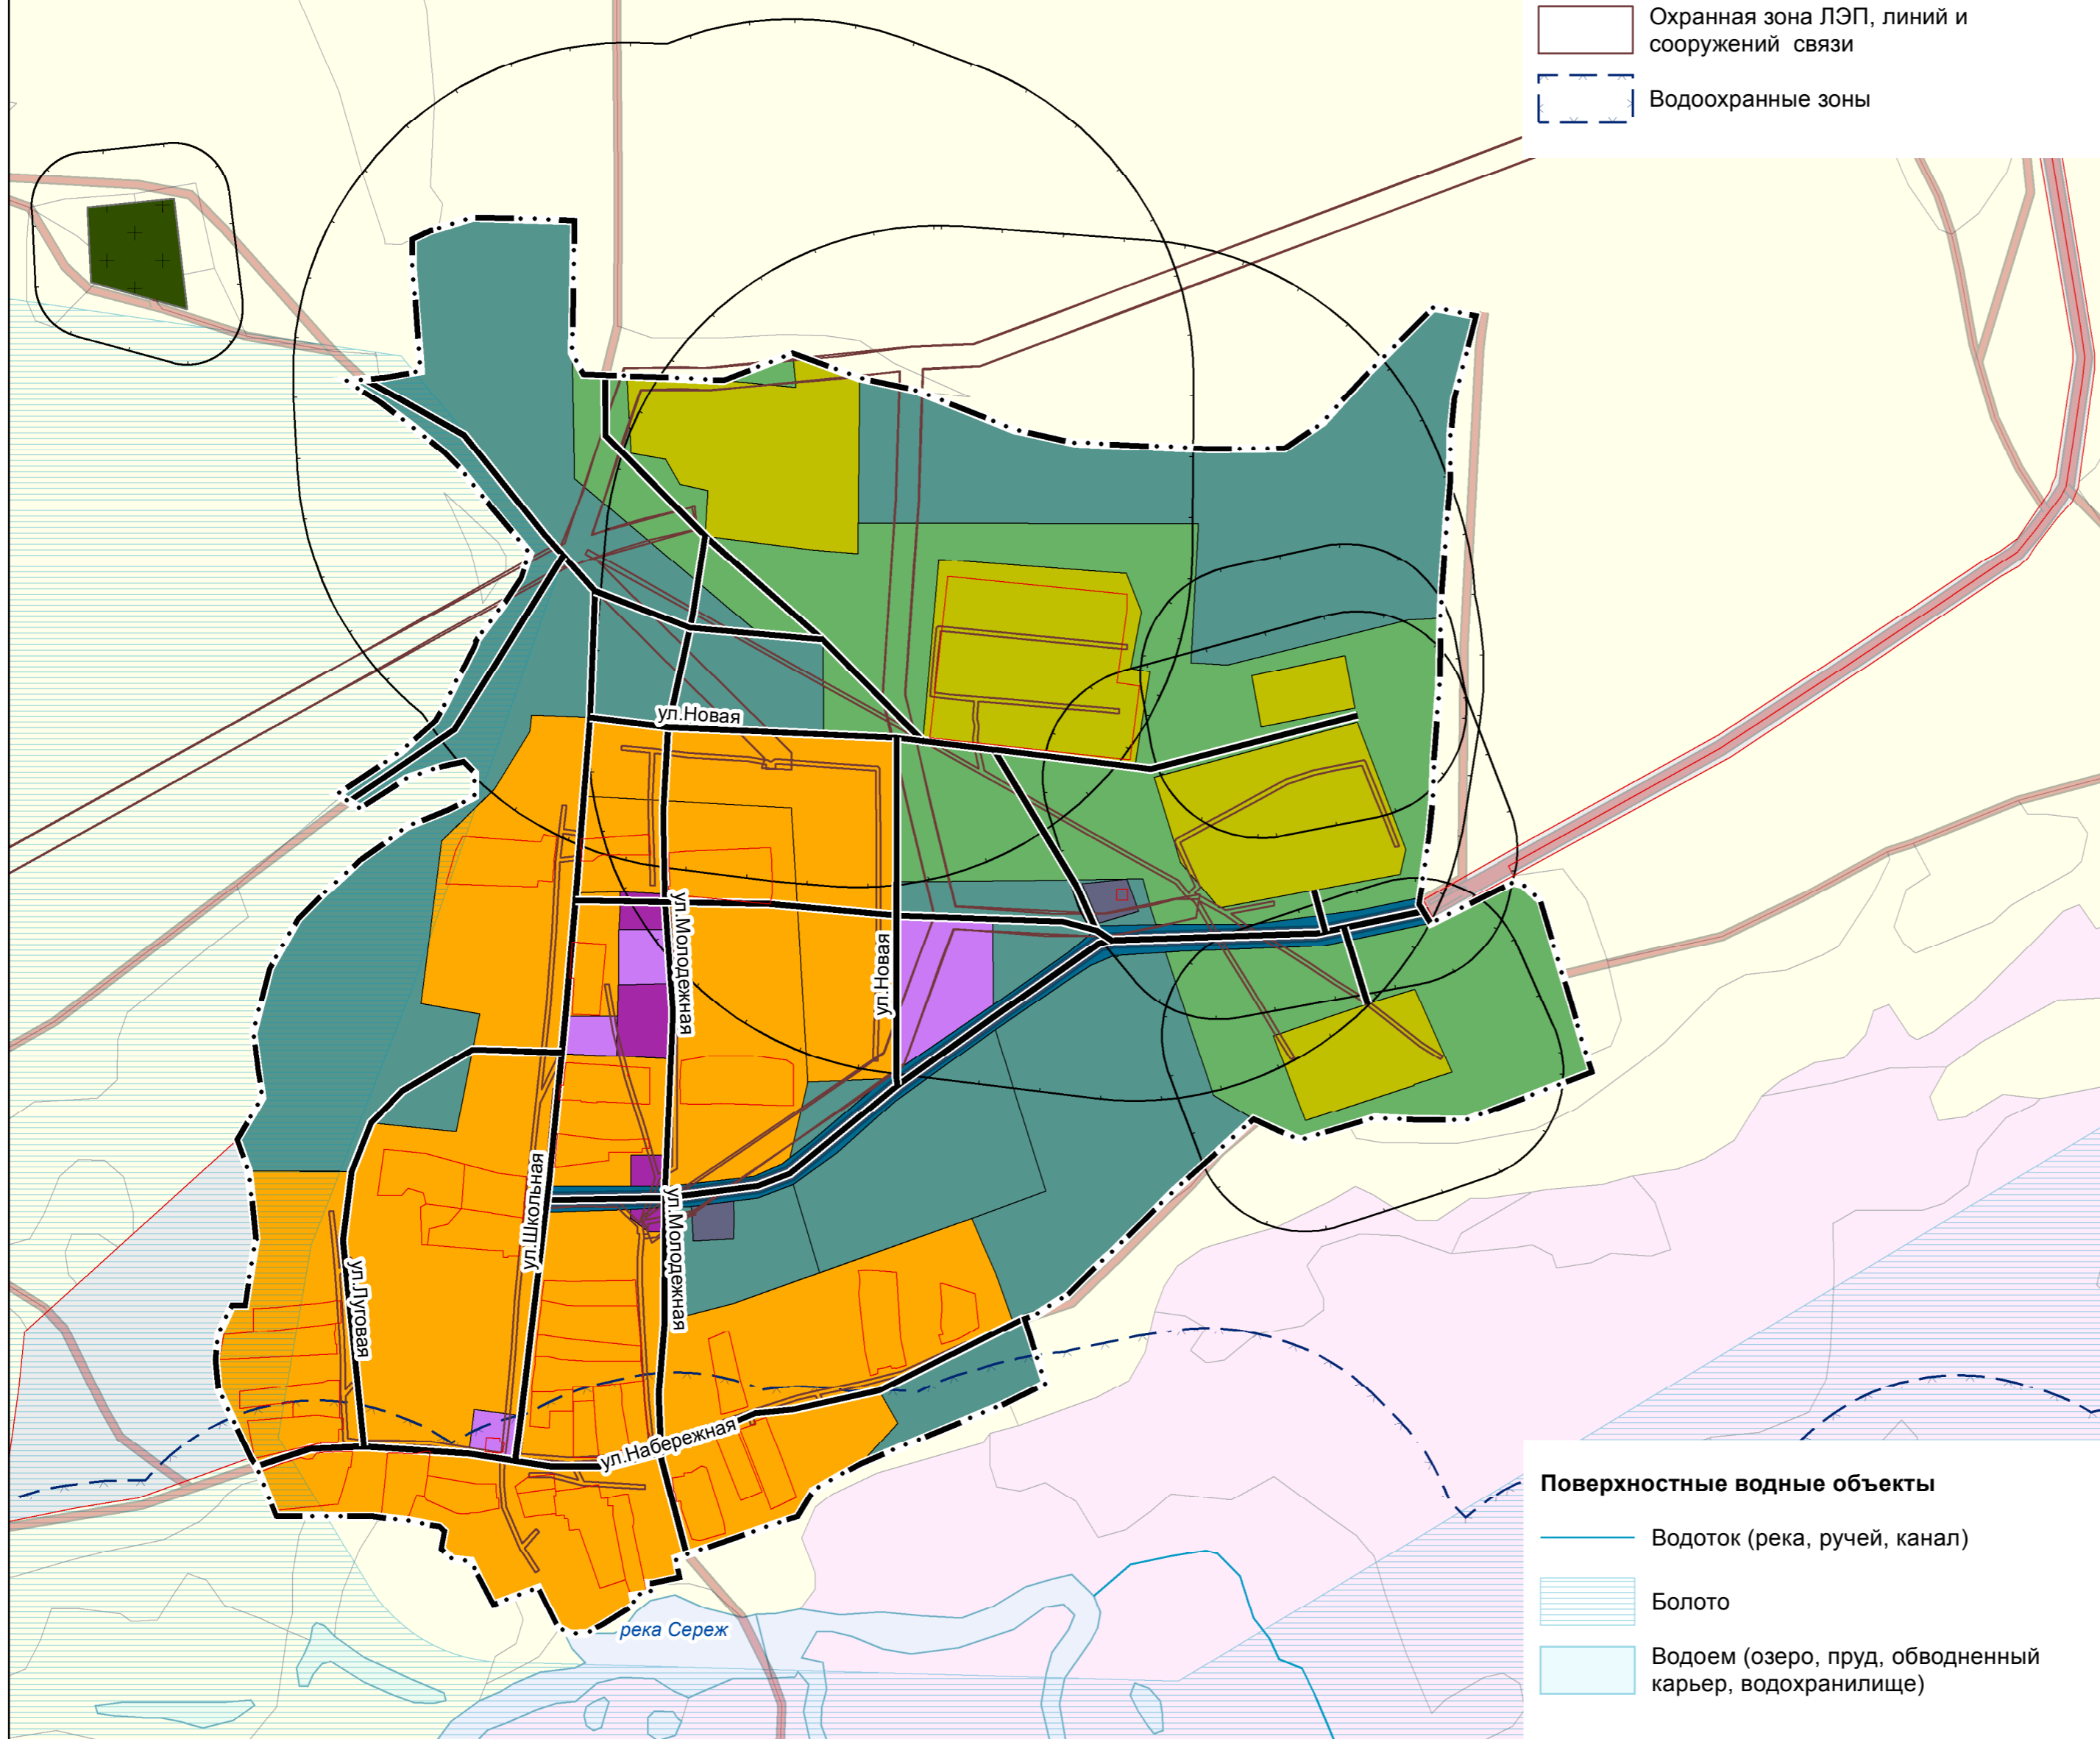 Охранная зона ЛЭП, линий и
сооружений связи
Водоохранные зоны
ул.Новая
ул.Молодежная
ул.Новая
ул.Школьная
ул.Молодежная
ул.Луговая
ул.Набережная
река Сереж
Поверхностные водные объекты
Водоток (река, ручей, канал)
Болото
Водоем (озеро, пруд, обводненный
карьер, водохранилище)